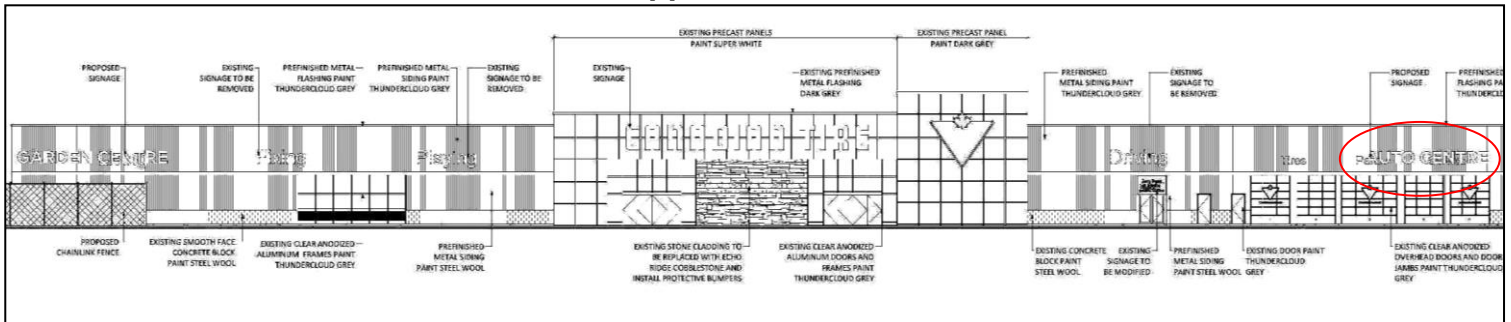 EXISTING PRECAST PANELS
PAINT SUPER WHITE
EXISTING PRECAST PANEL
PAINT DARK GREY
PROPOSED
SIGNAGE
EXISTING
SIGNAGE TO BE
REMOVED
PREFINISHED METAL
FLASHING PAINT
THUNDERCLOUD GREY
PREFINISHED METAL
SIDING PAINT
THUNDERCLOUD GREY
EXISTING
SIGNAGE TO BE
REMOVED
EXISTING
SIGNAGE
EXISTING PREFINISHED
METAL FLASHING
DARK GREY
PREFINISHED
METAL SIDING PAINT
THUNDERCLOUD GREY
EXISTING
SIGNAGE TO
BE REMOVED
PROPOSED
SIGNAGE
PREFINISHED
FLASHING PA
THUNDERCLO
GARDEN CENTRE
Fixing
Playing
CANADIAN TIRE
Driving
Tires
AUTO CENTRE
PROPOSED
CHAINLINK FENCE
EXISTING SMOOTH FACE
CONCRETE BLOCK
PAINT STEEL WOOL
EXISTING CLEAR ANODIZED
ALUMINUM FRAMES PAINT
THUNDERCLOUD GREY
PREFINISHED
METAL SIDING
PAINT STEEL WOOL
EXISTING STONE CLADDING TO
BE REPLACED WITH ECHO
RIDGE COBBLESTONE AND
INSTALL PROTECTIVE BUMPERS
EXISTING CLEAR ANODIZED
ALUMINUM DOORS AND
FRAMES PAINT
THUNDERCLOUD GREY
EXISTING CONCRETE
BLOCK PAINT
STEEL WOOL
EXISTING
SIGNAGE TO
BE MODIFIED
PREFINISHED
METAL SIDING
PAINT STEEL WOOL
EXISTING DOOR PAINT
THUNDERCLOUD
GREY
EXISTING CLEAR ANODIZED
OVERHEAD DOORS AND DOOR
JAMBS PAINT THUNDERCLOUD
GREY